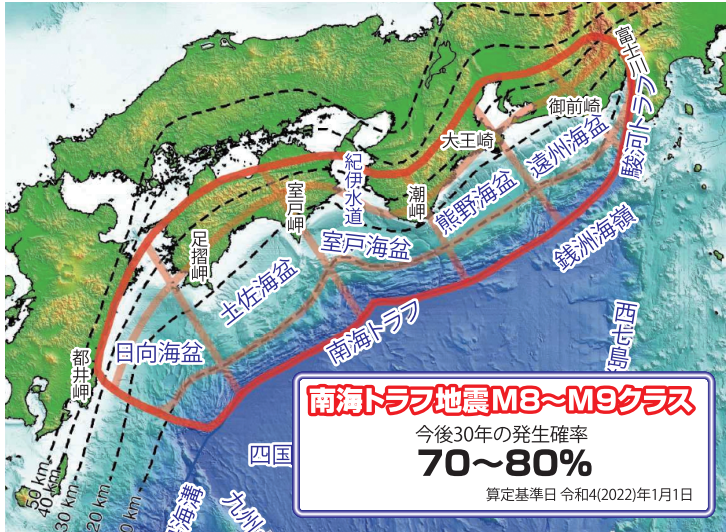 富士川
御前崎
大王崎
駿河トラフ
遠州海盆
紀伊水道
潮岬
熊野海盆
室戸岬
室戸海盆
銭洲海嶺
足摺岬
土佐海盆
南海トラフ
西七島
日向海盆
都井岬
南海トラフ地震M8〜M9クラス
今後30年の発生確率
70〜80%
算定基準日 令和4(2022)年1月1日
四国
海溝
九州
50 km
40 km
30 km
20 km
0 km